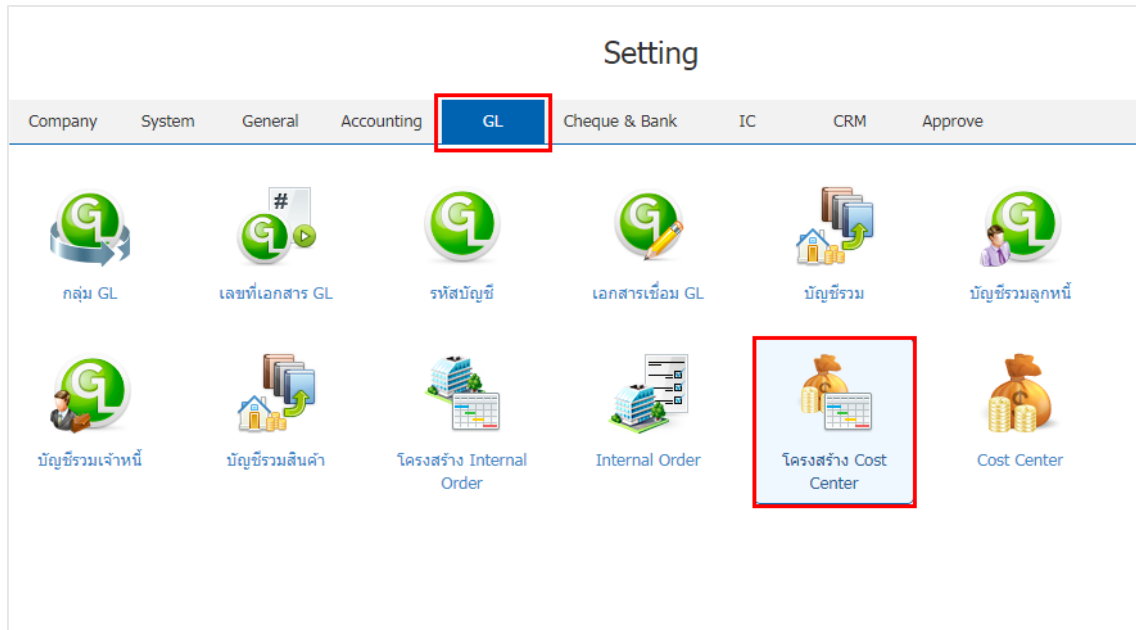 Setting
Company System General Accounting GL Cheque & Bank IC CRM Approve
กลุ่ม GL เลขที่เอกสาร GL รหัสบัญชี เอกสารเชื่อม GL บัญชีรวม บัญชีรวมลูกหนี้
บัญชีรวมเจ้าหนี้ บัญชีรวมสินค้า โครงสร้าง Internal Order Internal Order โครงสร้าง Cost Center Cost Center